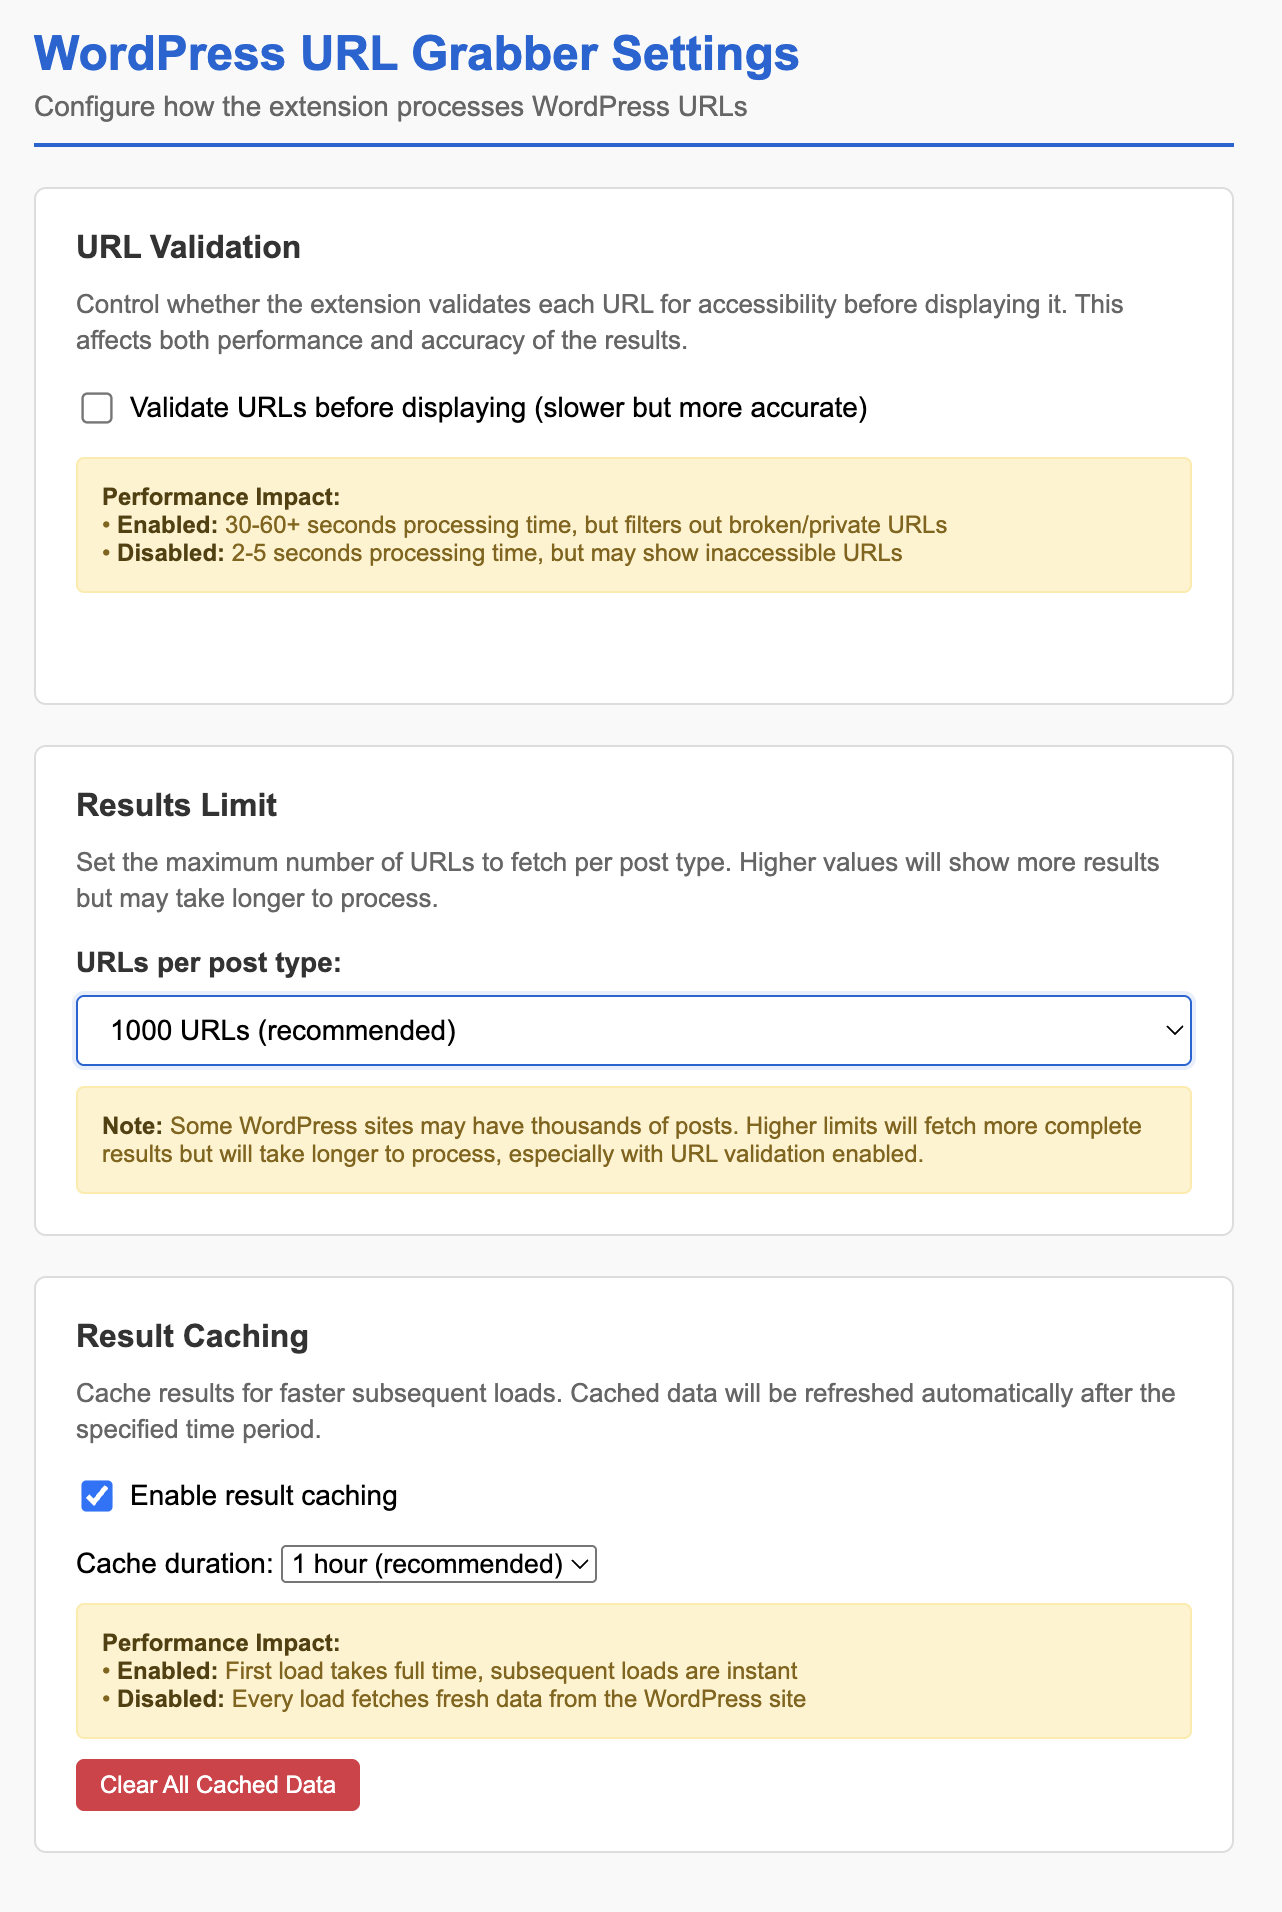 WordPress URL Grabber Settings
Configure how the extension processes WordPress URLs
URL Validation
Control whether the extension validates each URL for accessibility before displaying it. This
affects both performance and accuracy of the results.
Validate URLs before displaying (slower but more accurate)
Performance Impact:
• Enabled: 30-60+ seconds processing time, but filters out broken/private URLs
• Disabled: 2-5 seconds processing time, but may show inaccessible URLs
Results Limit
Set the maximum number of URLs to fetch per post type. Higher values will show more results
but may take longer to process.
URLs per post type:
1000 URLs (recommended)
Note: Some WordPress sites may have thousands of posts. Higher limits will fetch more complete
results but will take longer to process, especially with URL validation enabled.
Result Caching
Cache results for faster subsequent loads. Cached data will be refreshed automatically after the
specified time period.
Enable result caching
Cache duration: 1 hour (recommended)
Performance Impact:
• Enabled: First load takes full time, subsequent loads are instant
• Disabled: Every load fetches fresh data from the WordPress site
Clear All Cached Data